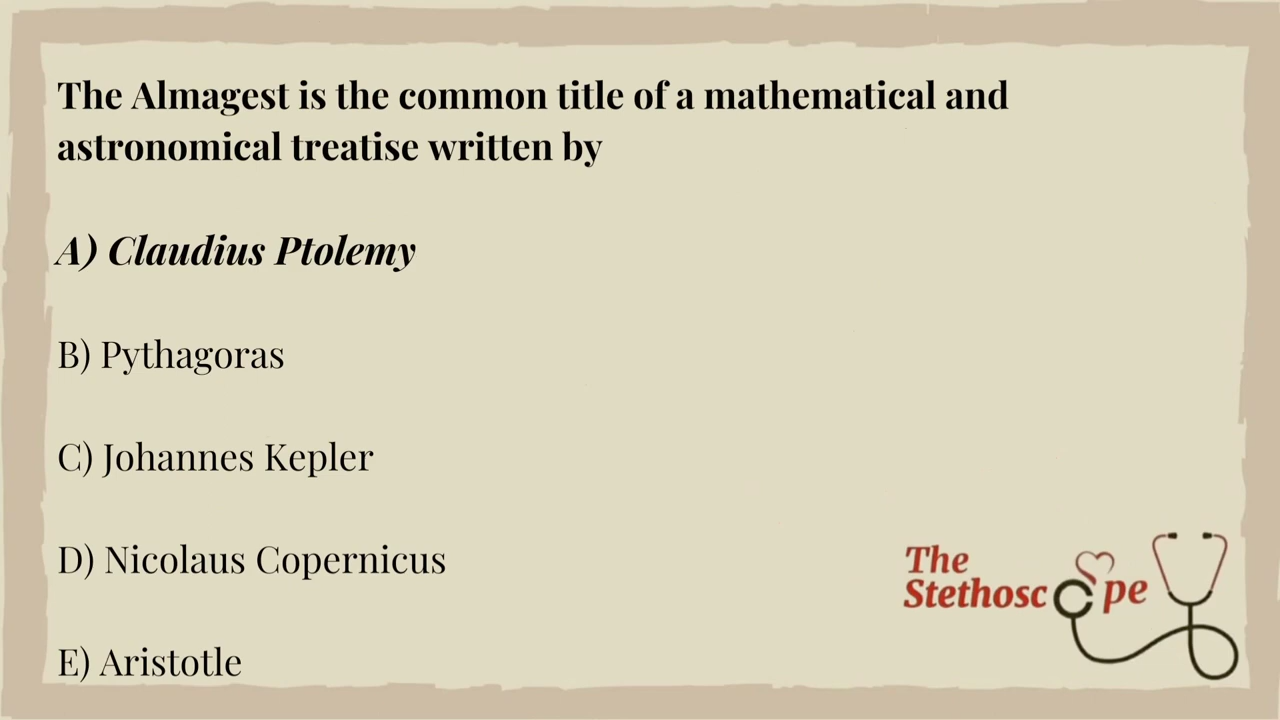 The Almagest is the common title of a mathematical and
astronomical treatise written by
A) Claudius Ptolemy
B) Pythagoras
C) Johannes Kepler
D) Nicolaus Copernicus
E) Aristotle
The
Stethoscope